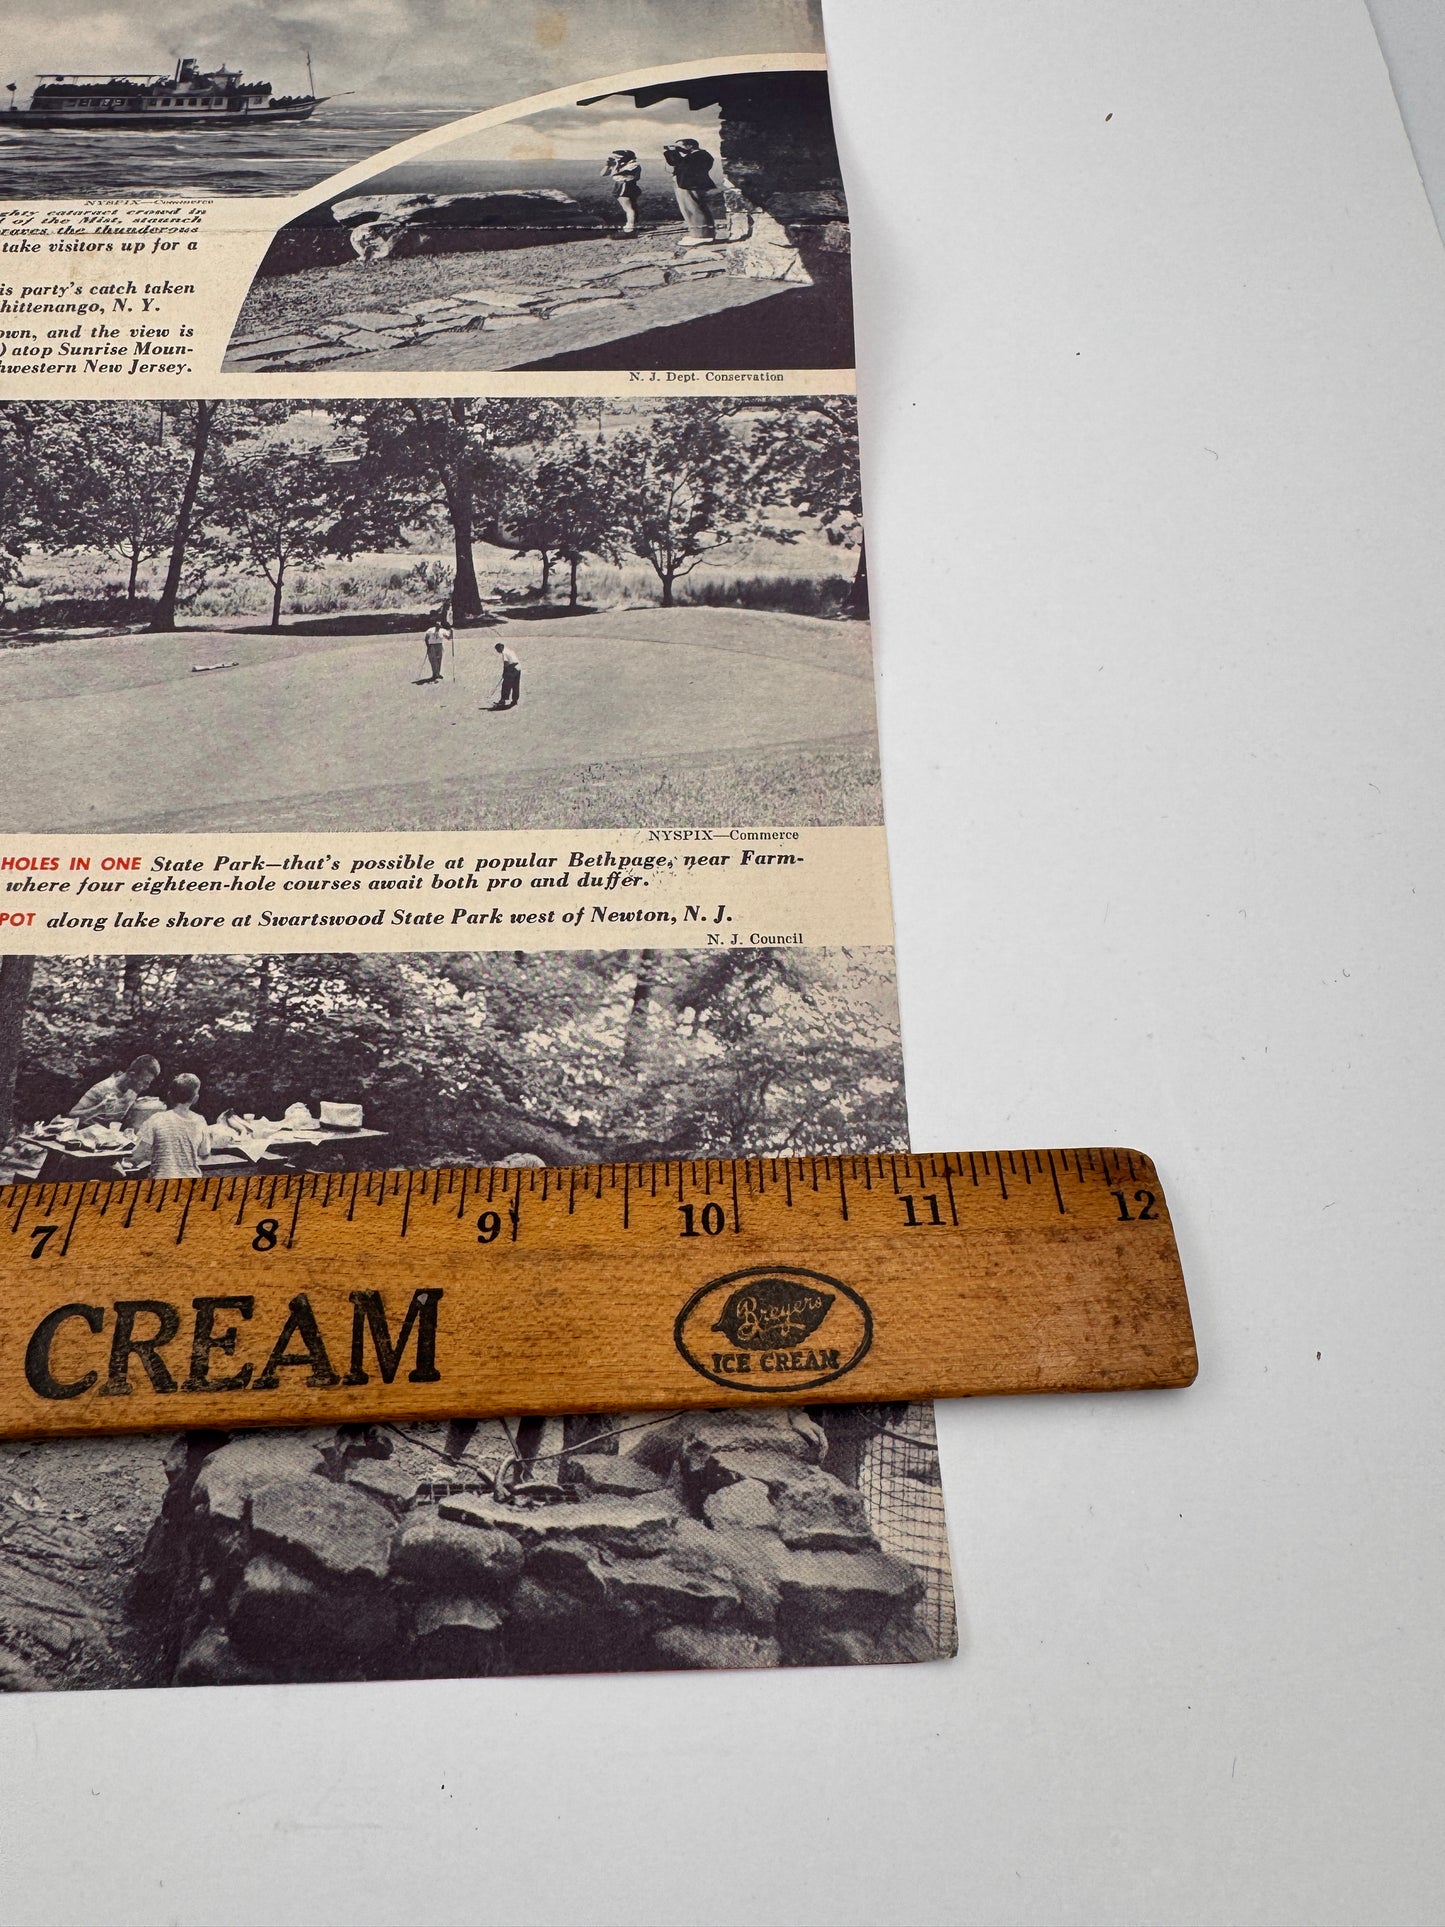 NYSPIX—Commerce
ghty cataract crowd in
of the Mist, staunch
raves the thunderous
take visitors up for a
is party's catch taken
hittenango, N. Y.
own, and the view is
) atop Sunrise Moun-
hwestern New Jersey.
N. J. Dept. Conservation
NYSPIX—Commerce
HOLES IN ONE State Park—that's possible at popular Bethpage, near Farm-
where four eighteen-hole courses await both pro and duffer.
POT along lake shore at Swartswood State Park west of Newton, N. J.
N. J. Council
7 8 9 10 11 12
CREAM
Breyers
ICE CREAM